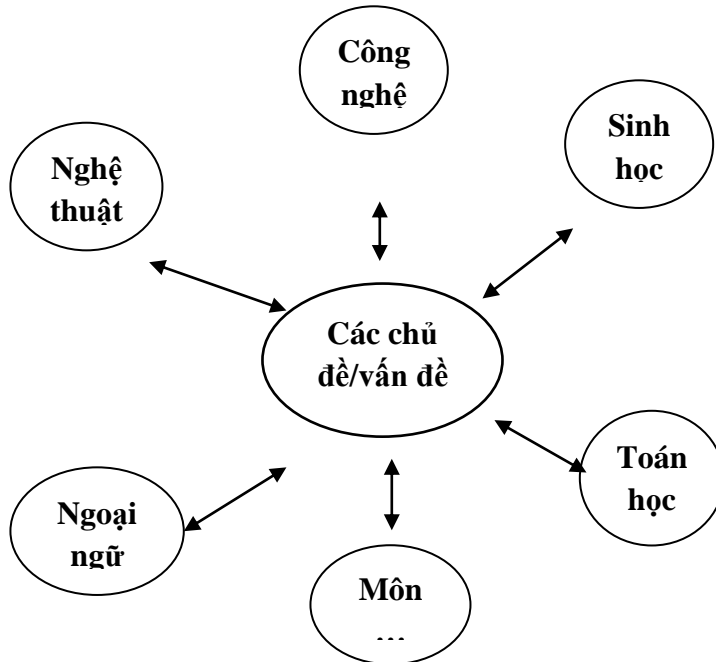 Công
nghệ
Sinh
học
Nghệ
thuật
Các chủ
đề/vấn đề
Toán
học
Ngoại
ngữ
Môn
…